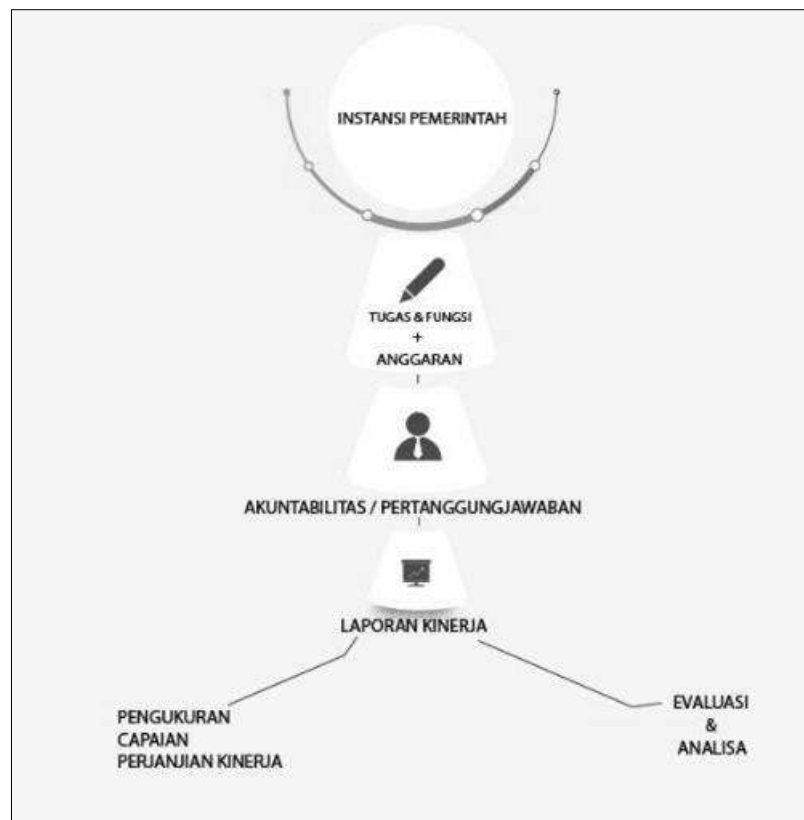 INSTANSI PEMERINTAH
TUGAS & FUNGSI
+
ANGGARAN
AKUNTABILITAS / PERTANGGUNGJAWABAN
LAPORAN KINERJA
PENGUKURAN
CAPAIAN
PERJANJIAN KINERJA
EVALUASI
&
ANALISA